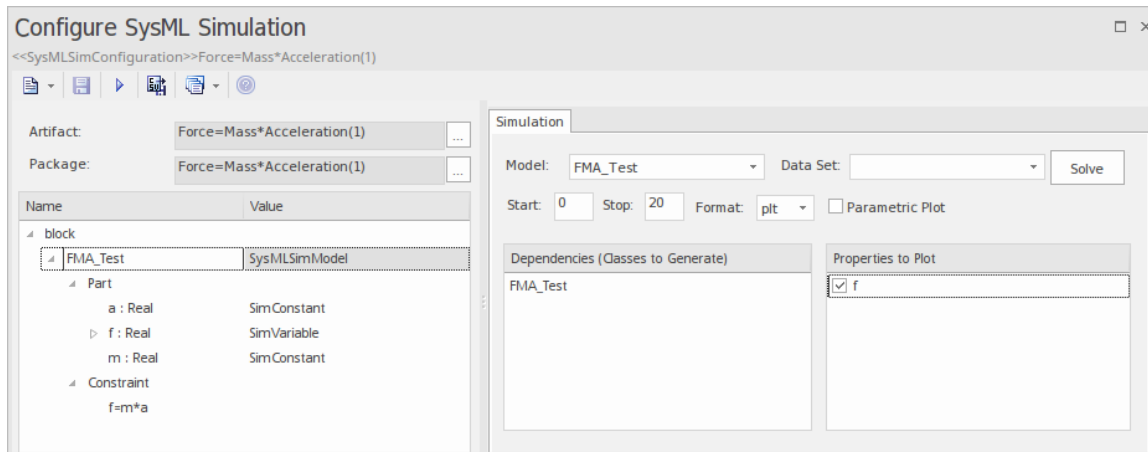 Configure SysML Simulation
<<SysMLSimConfiguration>>Force=Mass*Acceleration(1)
Artifact: Force=Mass*Acceleration(1) ...
Package: Force=Mass*Acceleration(1) ...
Name Value
block
FMA_Test SysMLSimModel
Part
a : Real SimConstant
f : Real SimVariable
m : Real SimConstant
Constraint
f=m*a
Simulation
Model: FMA_Test Data Set: Solve
Start: 0 Stop: 20 Format: plt Parametric Plot
Dependencies (Classes to Generate) Properties to Plot
FMA_Test f